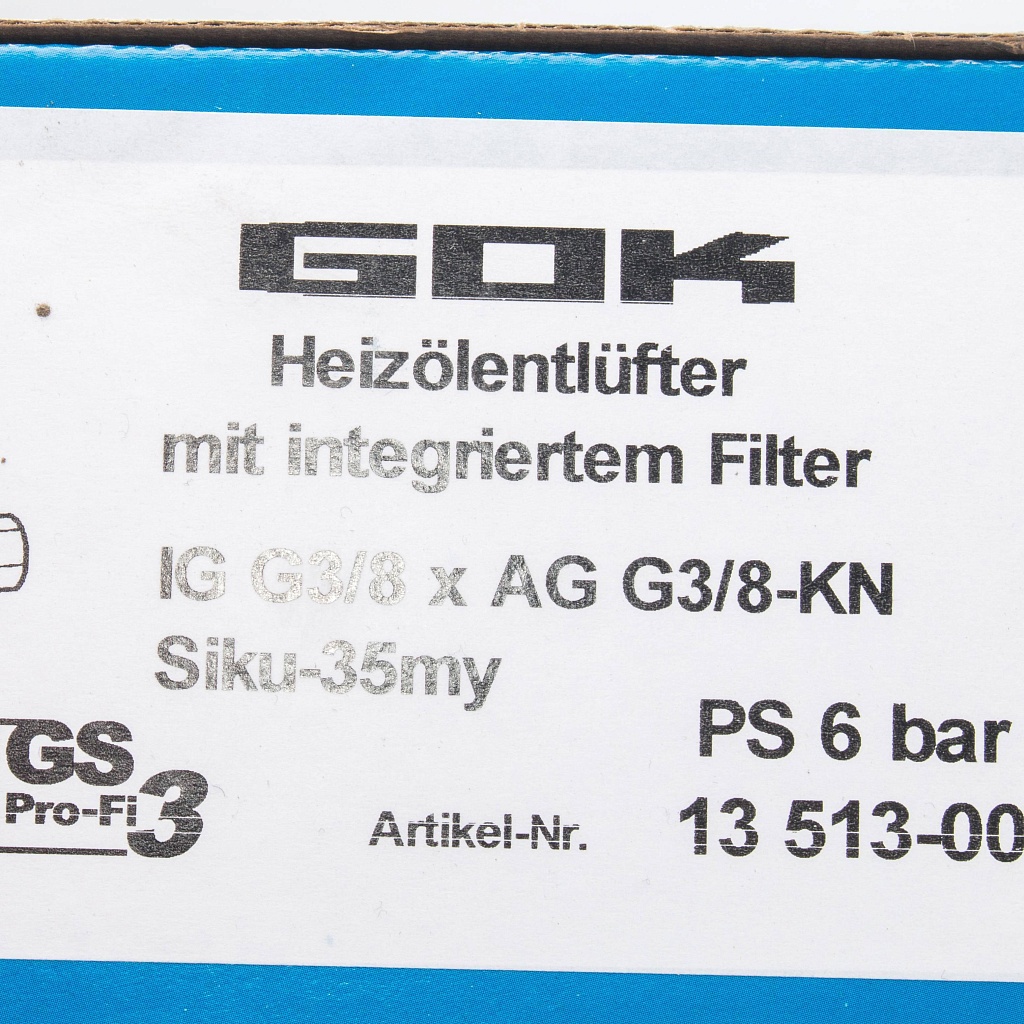 GOK
Heizölentlüfter
mit integriertem Filter
IG G3/8 x AG G3/8-KN
Siku-35my
PS 6 bar
GS
Pro-Fi 3
Artikel-Nr. 13 513-00